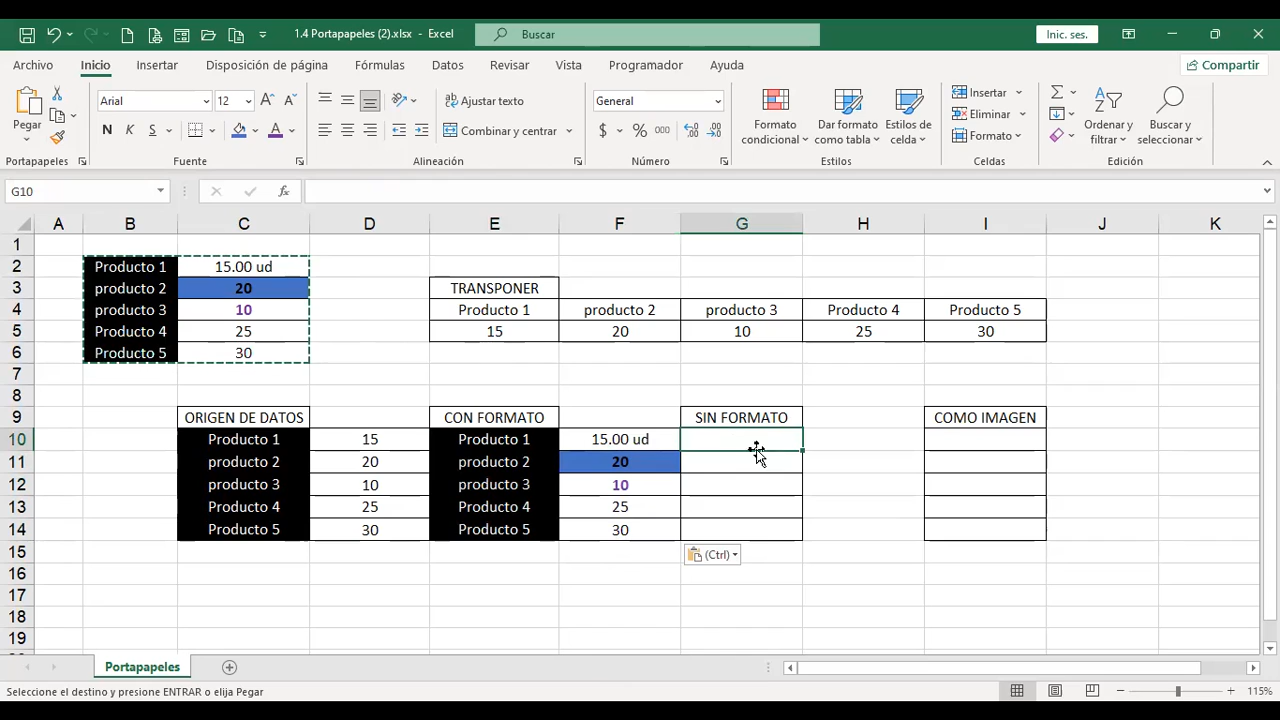 1.4 Portapapeles (2).xlsx - Excel
Buscar
Inic. ses.
Archivo Inicio Insertar Disposición de página Fórmulas Datos Revisar Vista Programador Ayuda Compartir
Pegar
Arial 12
N K S A
Ajustar texto
Combinar y centrar
General
$ % 000
Formato condicional
Dar formato como tabla
Estilos de celda
Insertar
Eliminar
Formato
Ordenar y filtrar
Buscar y seleccionar
Portapapeles Fuente Alineación Número Estilos Celdas Edición
G10 fx
A B C D E F G H I J K
1
2 Producto 1 15.00 ud
3 producto 2 20 TRANSPONER
4 producto 3 10 Producto 1 producto 2 producto 3 Producto 4 Producto 5
5 Producto 4 25 15 20 10 25 30
6 Producto 5 30
7
8
9 ORIGEN DE DATOS CON FORMATO SIN FORMATO COMO IMAGEN
10 Producto 1 15 Producto 1 15.00 ud
11 producto 2 20 producto 2 20
12 producto 3 10 producto 3 10
13 Producto 4 25 Producto 4 25
14 Producto 5 30 Producto 5 30
15 (Ctrl)
16
17
18
19
Portapapeles
Seleccione el destino y presione ENTRAR o elija Pegar 115%